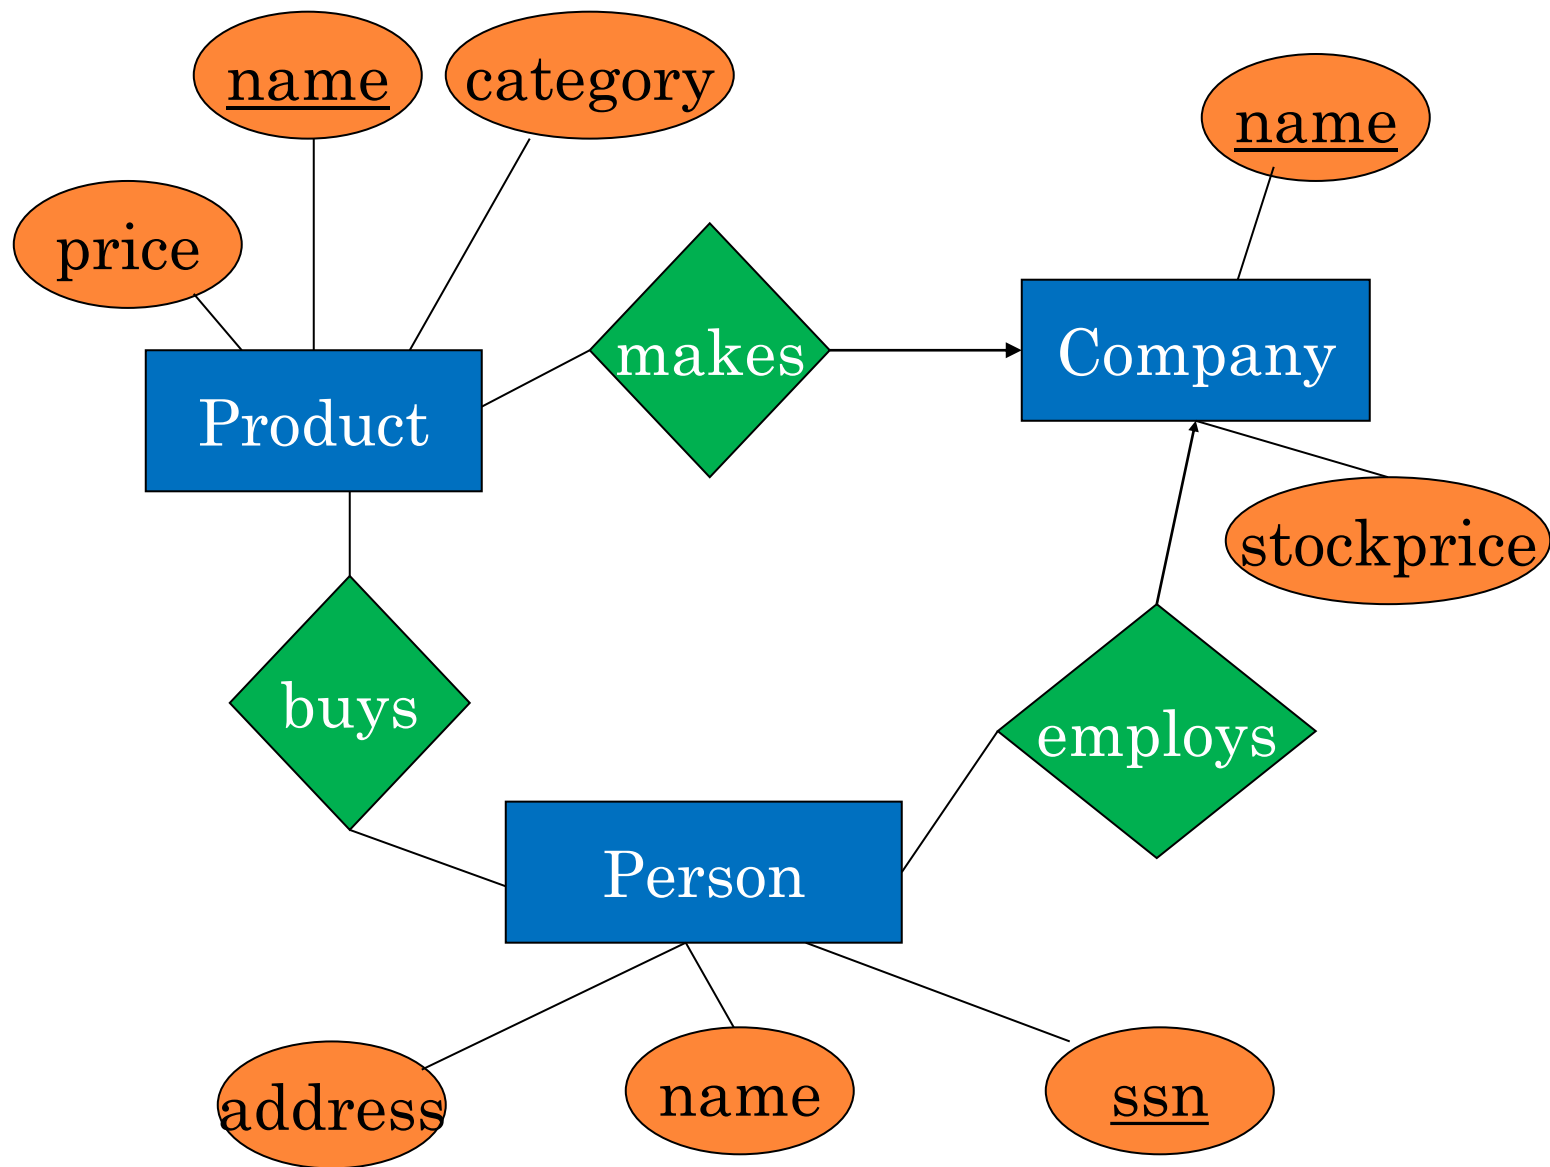 name
category
name
price
makes
Company
Product
stockprice
buys
employs
Person
address
name
ssn